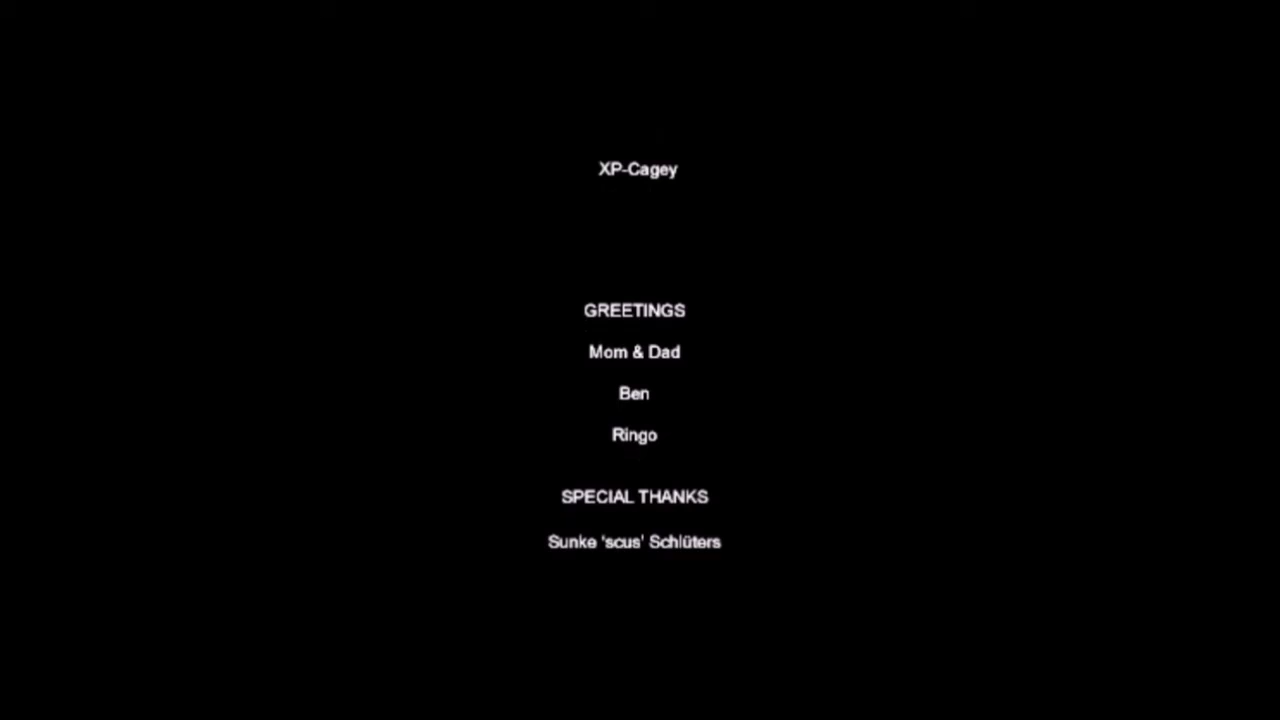 XP-Cagey
GREETINGS
Mom & Dad
Ben
Ringo
SPECIAL THANKS
Sunke 'scus' Schlüters